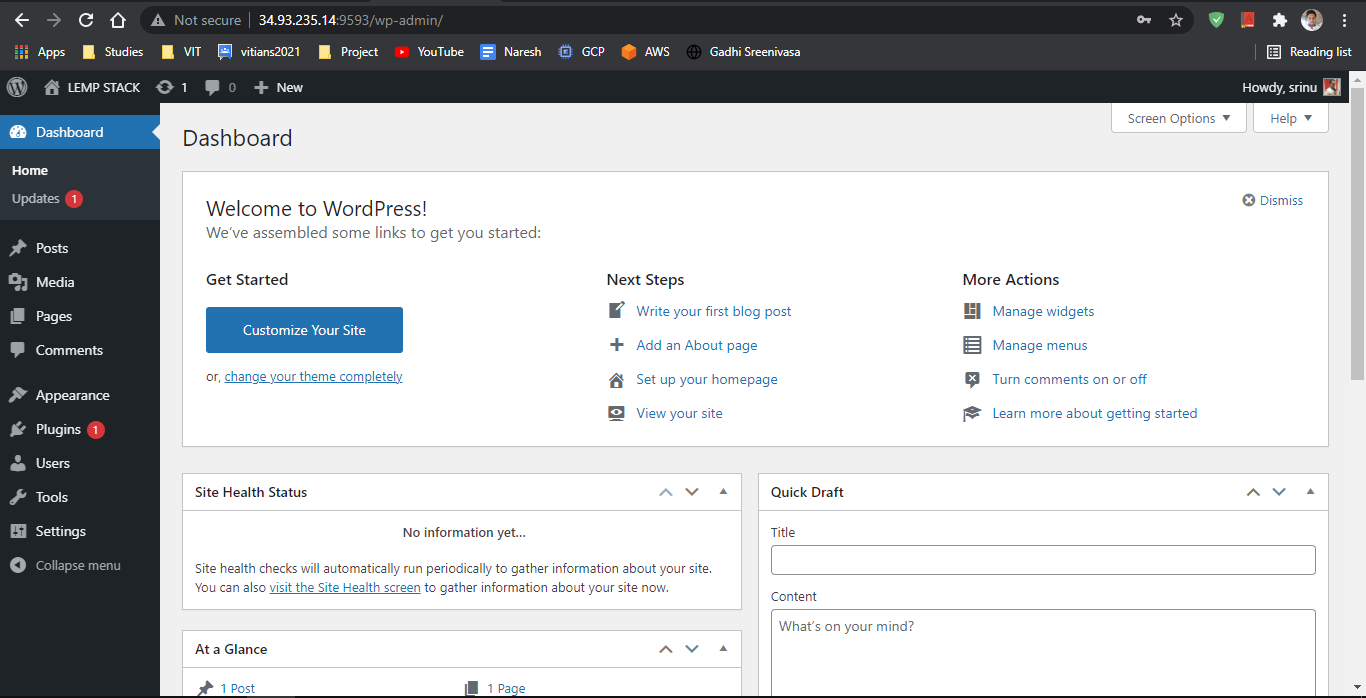 Not secure 34.93.235.14:9593/wp-admin/
Apps Studies VIT vitians2021 Project YouTube Naresh GCP AWS Gadhi Sreenivasa Reading list
LEMP STACK 1 0 New Howdy, srinu
Screen Options Help
Dashboard
Home
Updates 1
Posts
Media
Pages
Comments
Appearance
Plugins 1
Users
Tools
Settings
Collapse menu
Dashboard
Welcome to WordPress!
Dismiss
We've assembled some links to get you started:
Get Started
Customize Your Site
or, change your theme completely
Next Steps
Write your first blog post
Add an About page
Set up your homepage
View your site
More Actions
Manage widgets
Manage menus
Turn comments on or off
Learn more about getting started
Site Health Status
No information yet...
Site health checks will automatically run periodically to gather information about your site.
You can also visit the Site Health screen to gather information about your site now.
At a Glance
1 Post 1 Page
Quick Draft
Title
Content
What's on your mind?